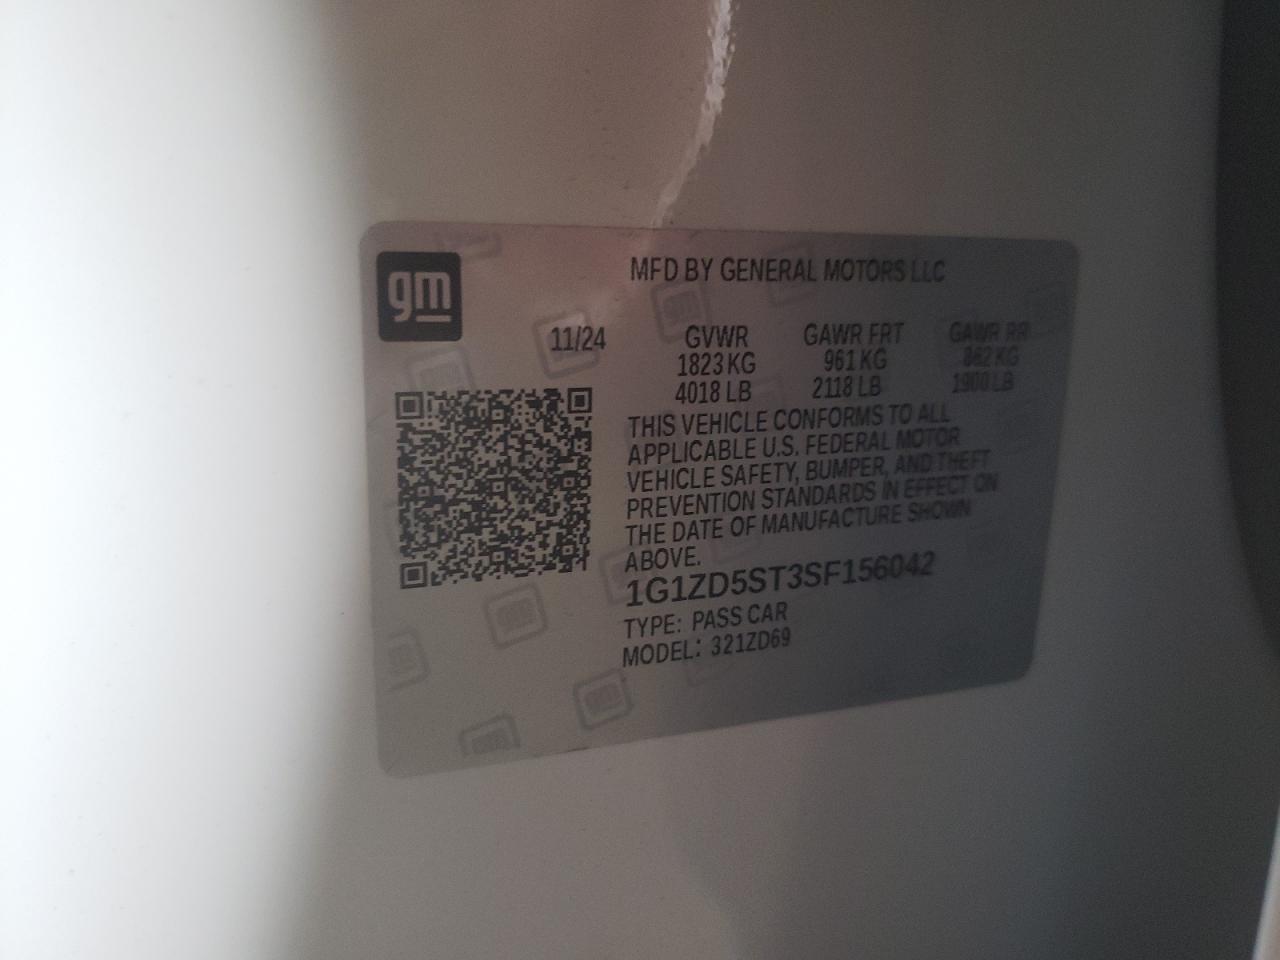 gm
MFD BY GENERAL MOTORS LLC
11/24 GVWR GAWR FRT GAWR RR
1823 KG 961 KG 862 KG
4018 LB 2118 LB 1900 LB
THIS VEHICLE CONFORMS TO ALL
APPLICABLE U.S. FEDERAL MOTOR
VEHICLE SAFETY, BUMPER, AND THEFT
PREVENTION STANDARDS IN EFFECT ON
THE DATE OF MANUFACTURE SHOWN
ABOVE.
1G1ZD5ST3SF156042
TYPE: PASS CAR
MODEL: 321ZD69